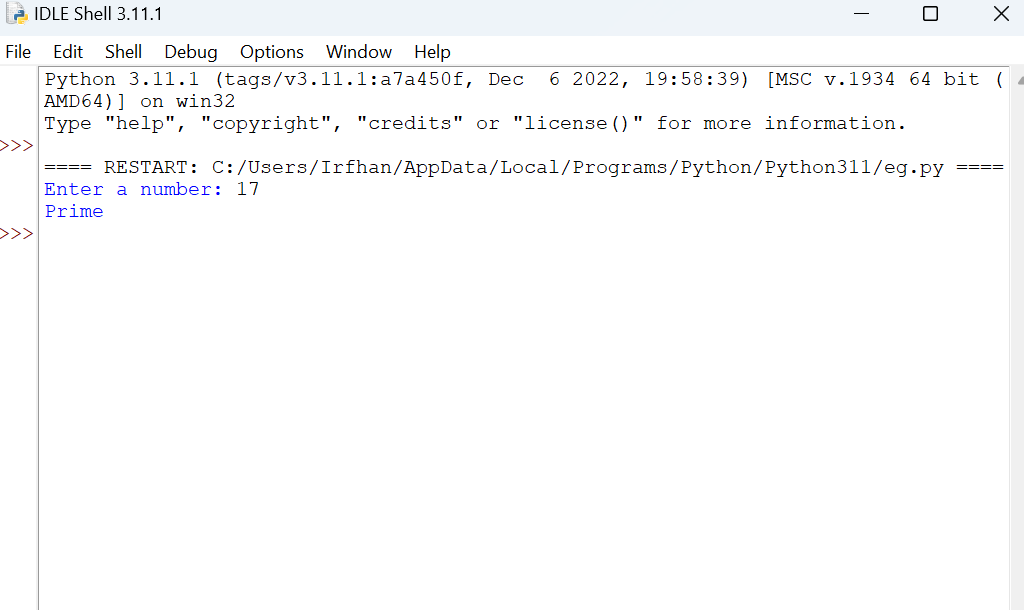 IDLE Shell 3.11.1
File Edit Shell Debug Options Window Help
Python 3.11.1 (tags/v3.11.1:a7a450f, Dec  6 2022, 19:58:39) [MSC v.1934 64 bit (
AMD64)] on win32
Type "help", "copyright", "credits" or "license()" for more information.
>>>
==== RESTART: C:/Users/Irfhan/AppData/Local/Programs/Python/Python311/eg.py ====
Enter a number: 17
Prime
>>>